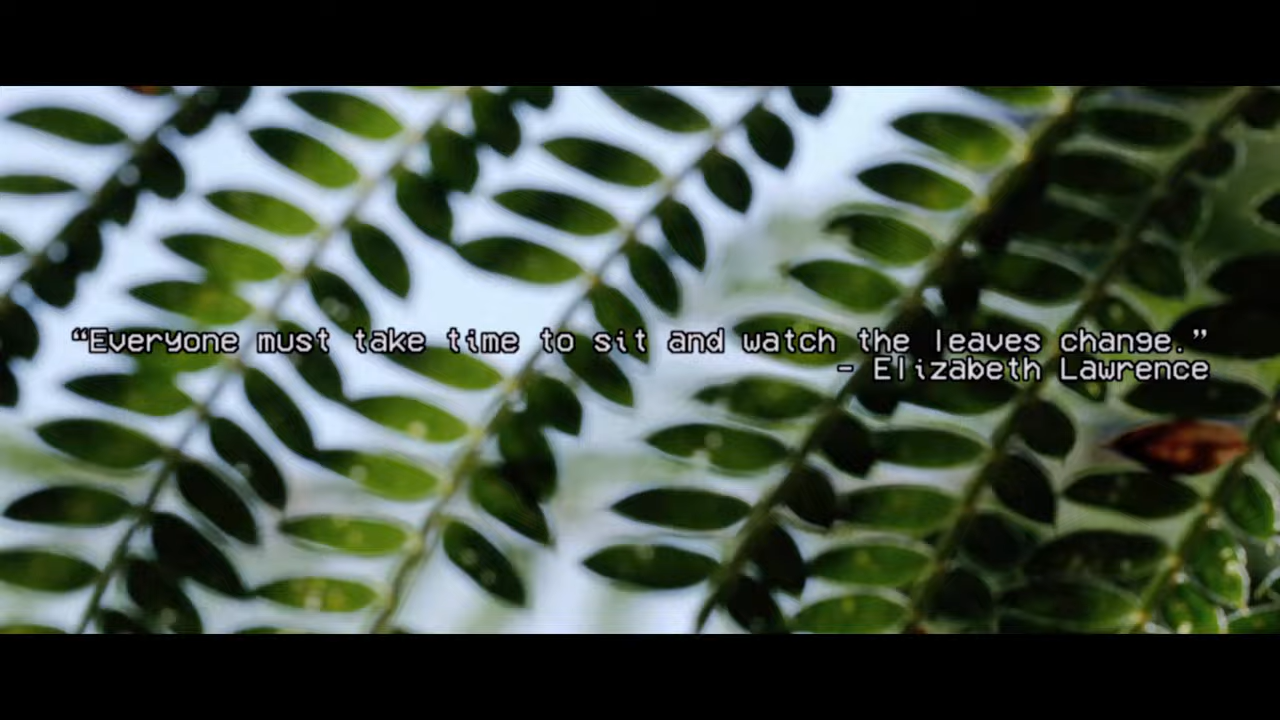 “Everyone must take time to sit and watch the leaves change.”
- Elizabeth Lawrence